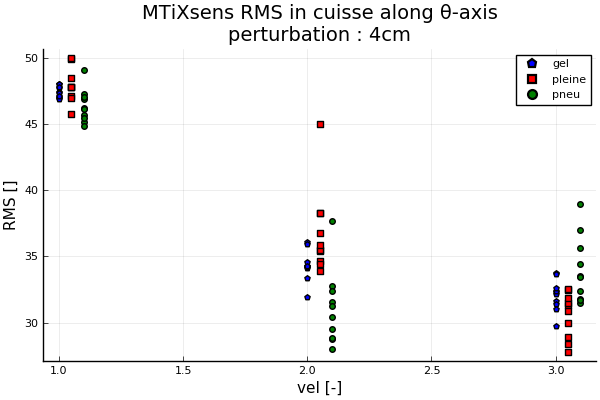 MTiXsens RMS in cuisse along θ-axis
perturbation : 4cm
gel
pleine
pneu
50
45
40
35
30
RMS []
1.0 1.5 2.0 2.5 3.0
vel [-]